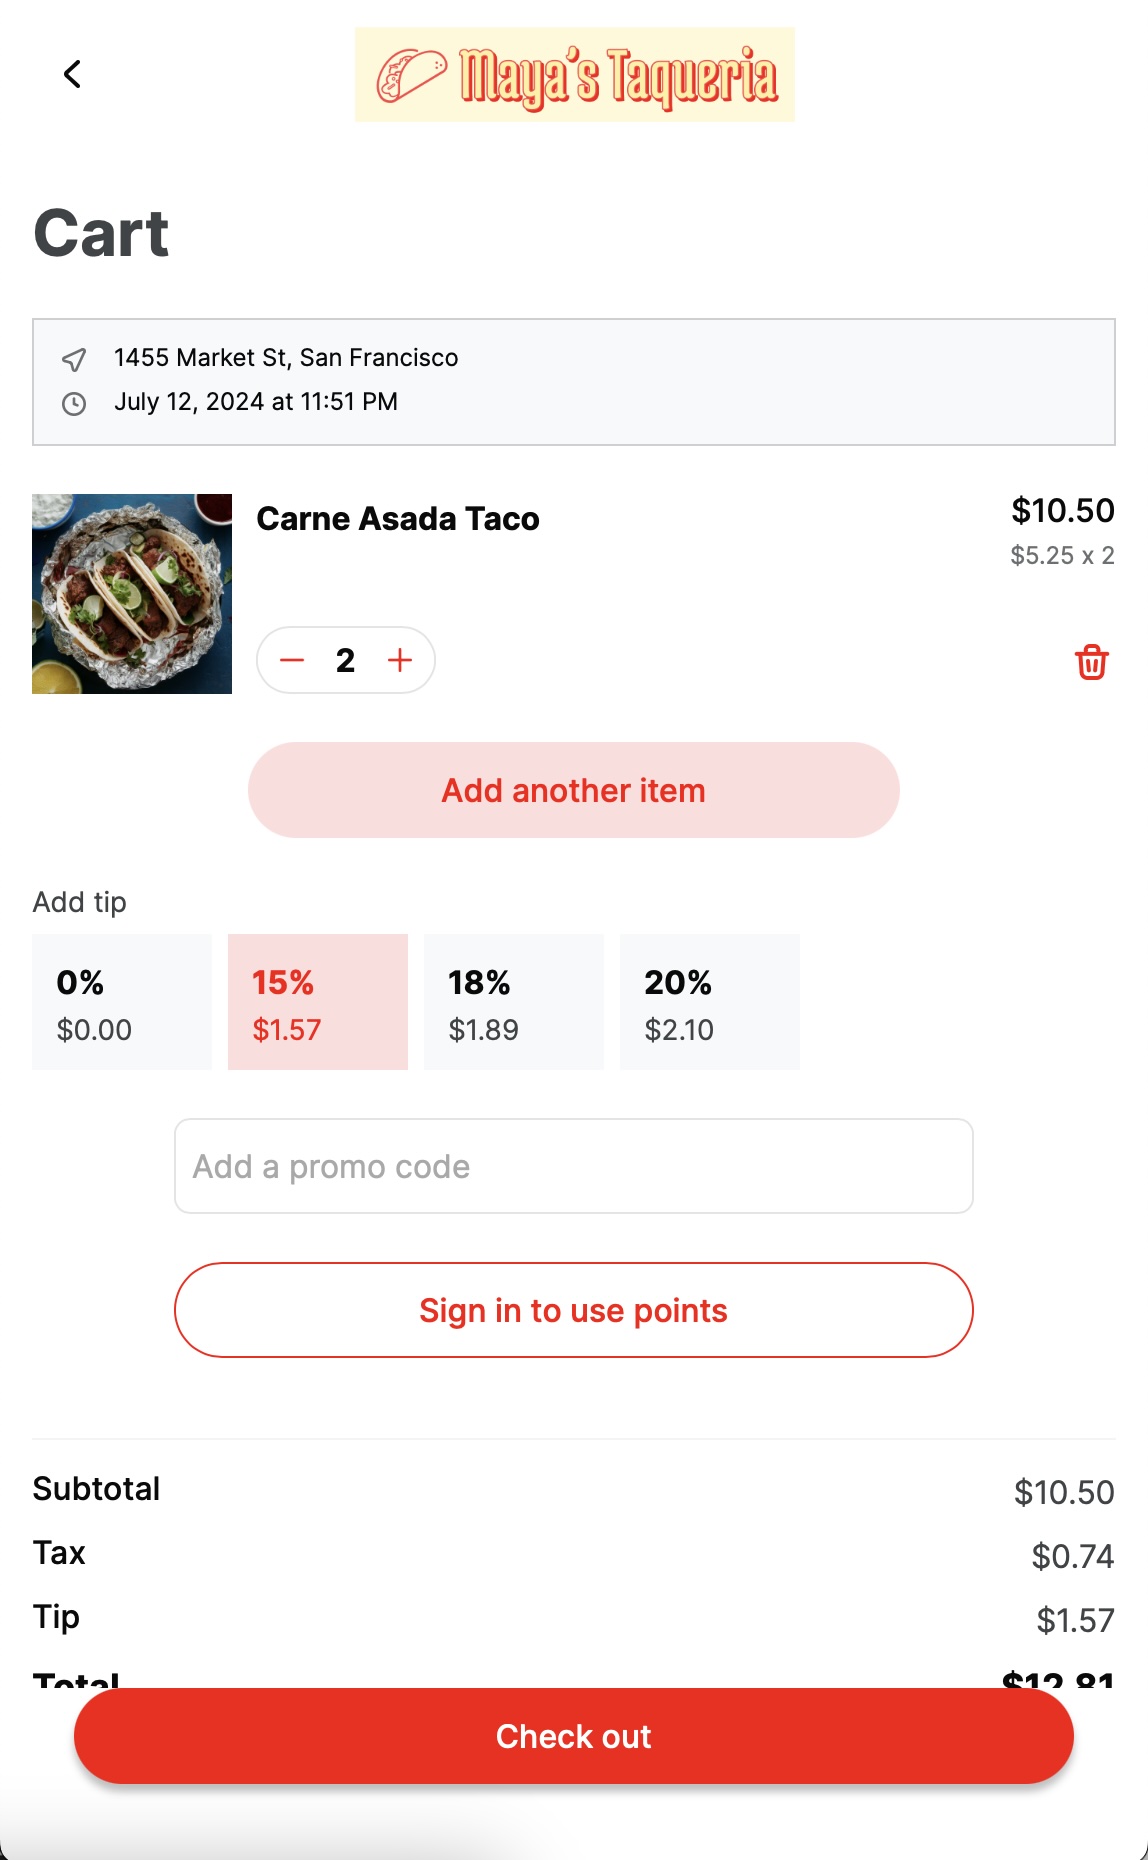 Maya's Taqueria
Cart
1455 Market St, San Francisco
July 12, 2024 at 11:51 PM
Carne Asada Taco
$10.50
$5.25 x 2
2
Add another item
Add tip
0%
$0.00
15%
$1.57
18%
$1.89
20%
$2.10
Add a promo code
Sign in to use points
Subtotal $10.50
Tax $0.74
Tip $1.57
Total $12.81
Check out